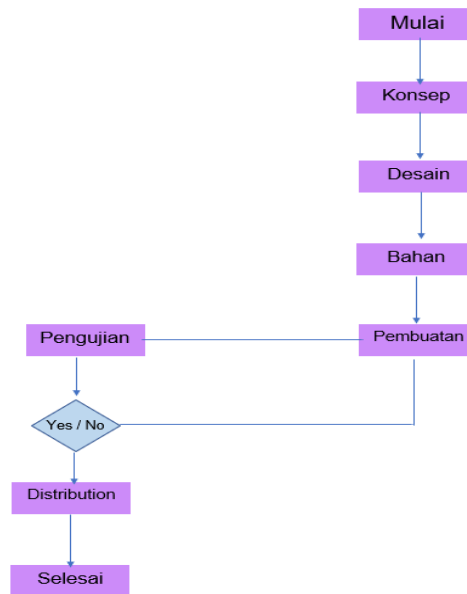 Mulai
Konsep
Desain
Bahan
Pengujian
Pembuatan
Yes / No
Distribution
Selesai